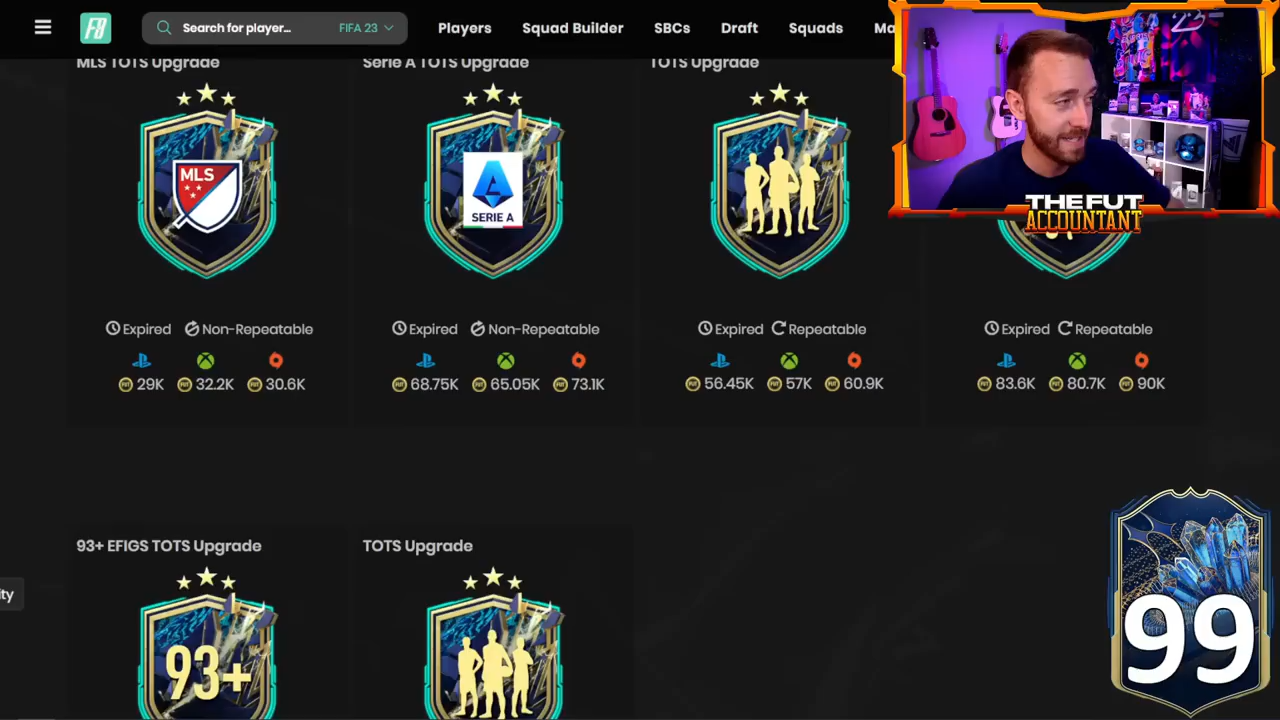 F8
Search for player...
FIFA 23
Players
Squad Builder
SBCs
Draft
Squads
Ma
MLS TOTS Upgrade
Serie A TOTS Upgrade
TOTS Upgrade
MLS
SERIE A
THE FUT
ACCOUNTANT
Expired
Non-Repeatable
Expired
Non-Repeatable
Expired
Repeatable
Expired
Repeatable
29K
32.2K
30.6K
68.75K
65.05K
73.1K
56.45K
57K
60.9K
83.6K
80.7K
90K
93+ EFIGS TOTS Upgrade
TOTS Upgrade
ity
93+
99